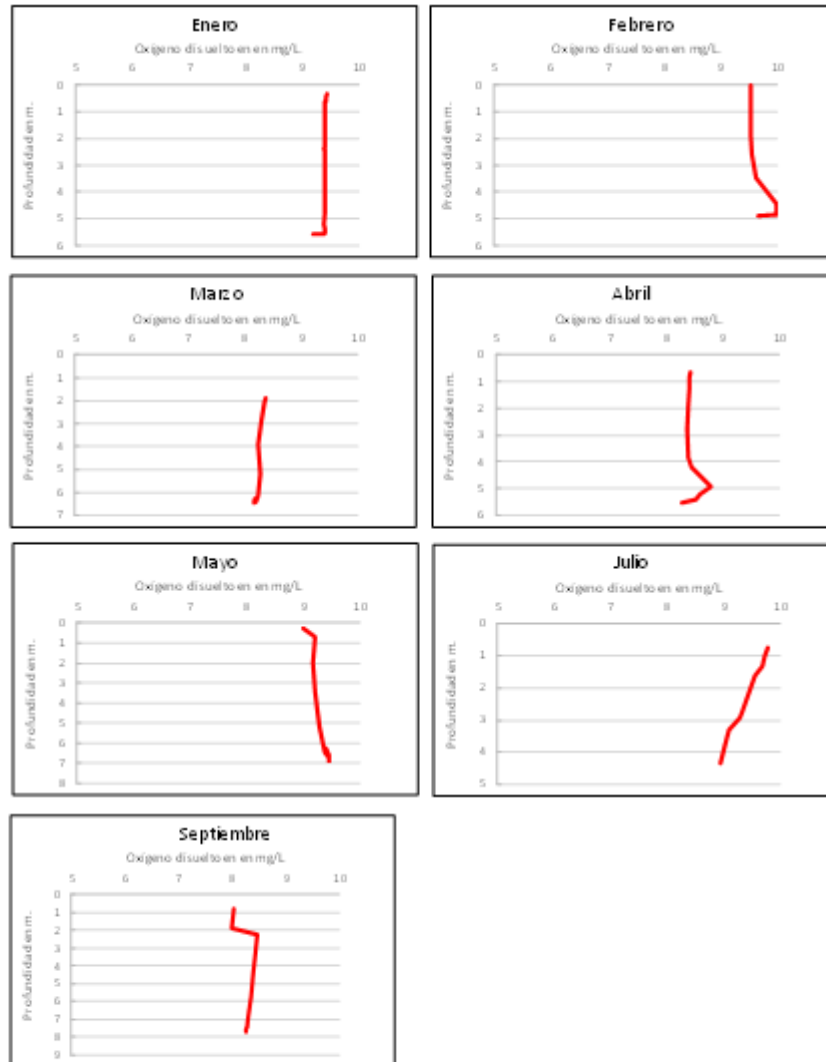 Enero
Oxígeno disuelto en en mg/L.
5 6 7 8 9 10
Profundidad en m.
0
1
2
3
4
5
6
Febrero
Oxígeno disuelto en en mg/L.
5 6 7 8 9 10
Profundidad en m.
0
1
2
3
4
5
6
Marzo
Oxígeno disuelto en en mg/L.
5 6 7 8 9 10
Profundidad en m.
0
1
2
3
4
5
6
7
Abril
Oxígeno disuelto en en mg/L.
5 6 7 8 9 10
Profundidad en m.
0
1
2
3
4
5
6
Mayo
Oxígeno disuelto en en mg/L.
5 6 7 8 9 10
Profundidad en m.
0
1
2
3
4
5
6
7
8
Julio
Oxígeno disuelto en en mg/L.
5 6 7 8 9 10
Profundidad en m.
0
1
2
3
4
5
Septiembre
Oxígeno disuelto en en mg/L
5 6 7 8 9 10
Profundidad en m.
0
1
2
3
4
5
6
7
8
9